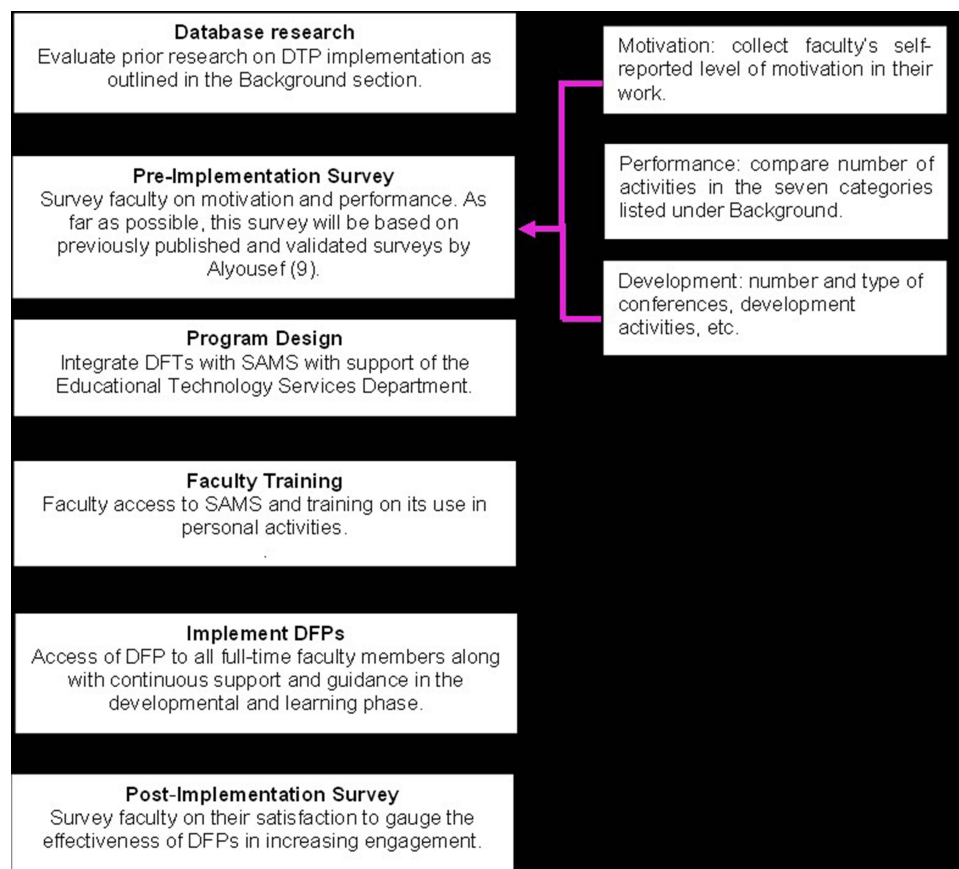 Database research
Evaluate prior research on DTP implementation as
outlined in the Background section.
Pre-Implementation Survey
Survey faculty on motivation and performance. As
far as possible, this survey will be based on
previously published and validated surveys by
Alyousef (9).
Program Design
Integrate DFTs with SAMS with support of the
Educational Technology Services Department.
Faculty Training
Faculty access to SAMS and training on its use in
personal activities.
.
Implement DFPs
Access of DFP to all full-time faculty members along
with continuous support and guidance in the
developmental and learning phase.
Post-Implementation Survey
Survey faculty on their satisfaction to gauge the
effectiveness of DFPs in increasing engagement.
Motivation: collect faculty's self-
reported level of motivation in their
work.
Performance: compare number of
activities in the seven categories
listed under Background.
Development: number and type of
conferences, development
activities, etc.